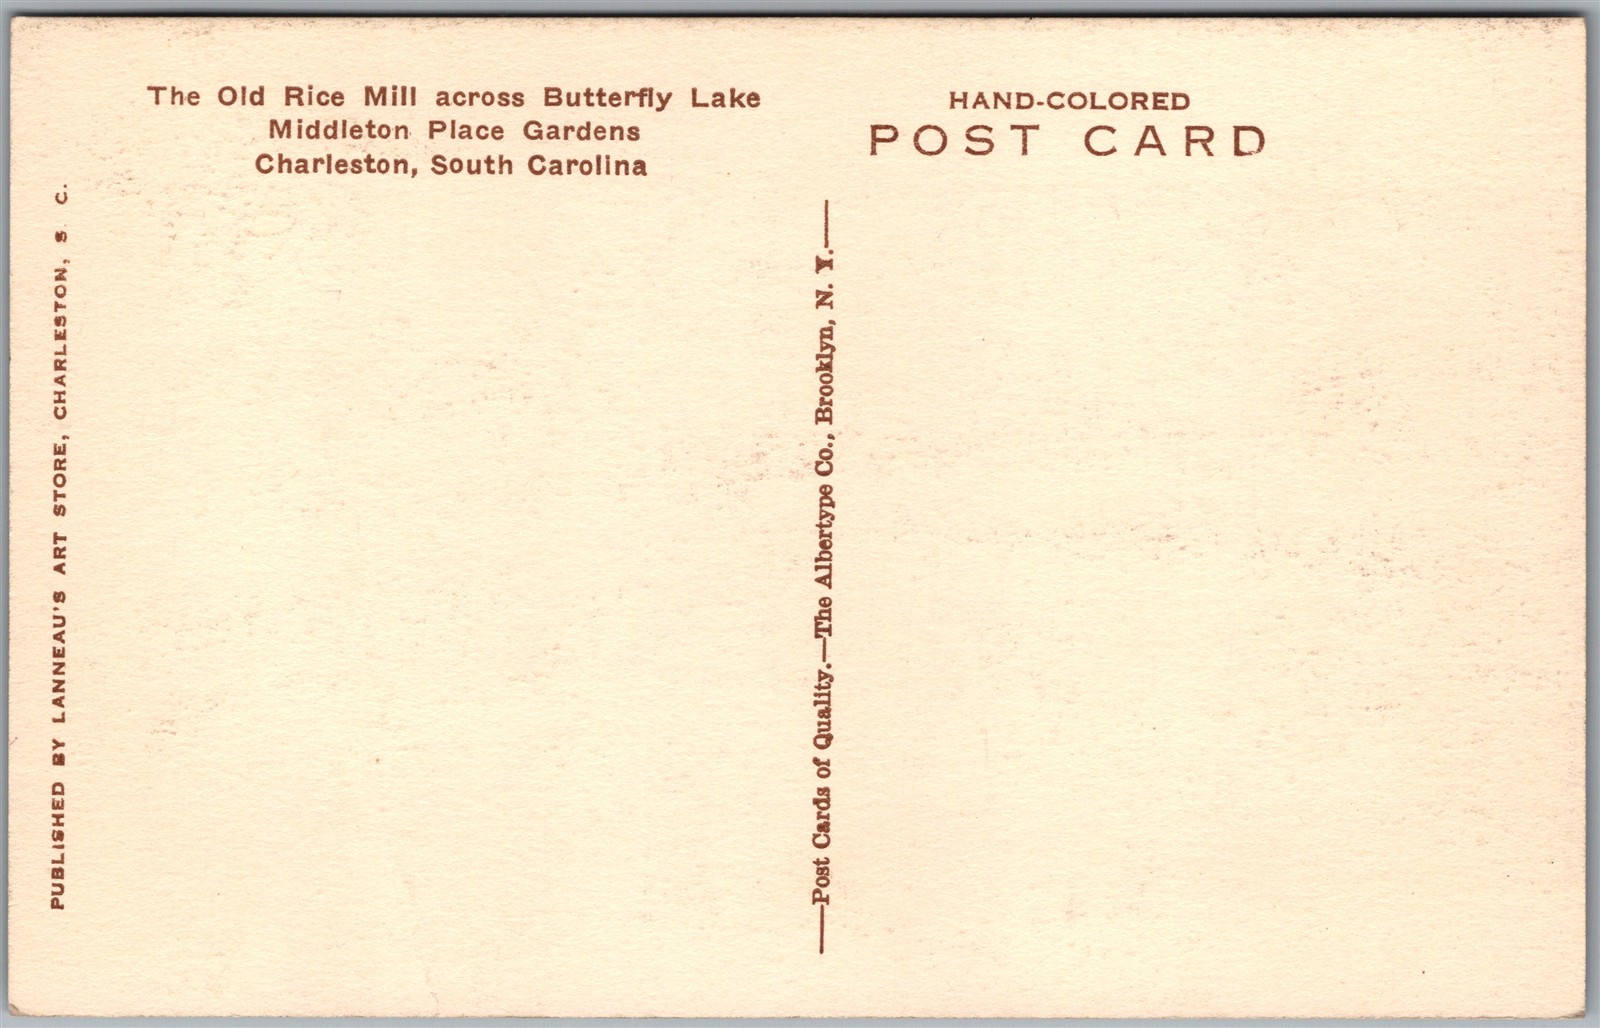 The Old Rice Mill across Butterfly Lake
Middleton Place Gardens
Charleston, South Carolina
HAND-COLORED
POST CARD
PUBLISHED BY LANNEAU'S ART STORE, CHARLESTON, S. C.
—Post Cards of Quality.—The Albertype Co., Brooklyn, N. Y.—